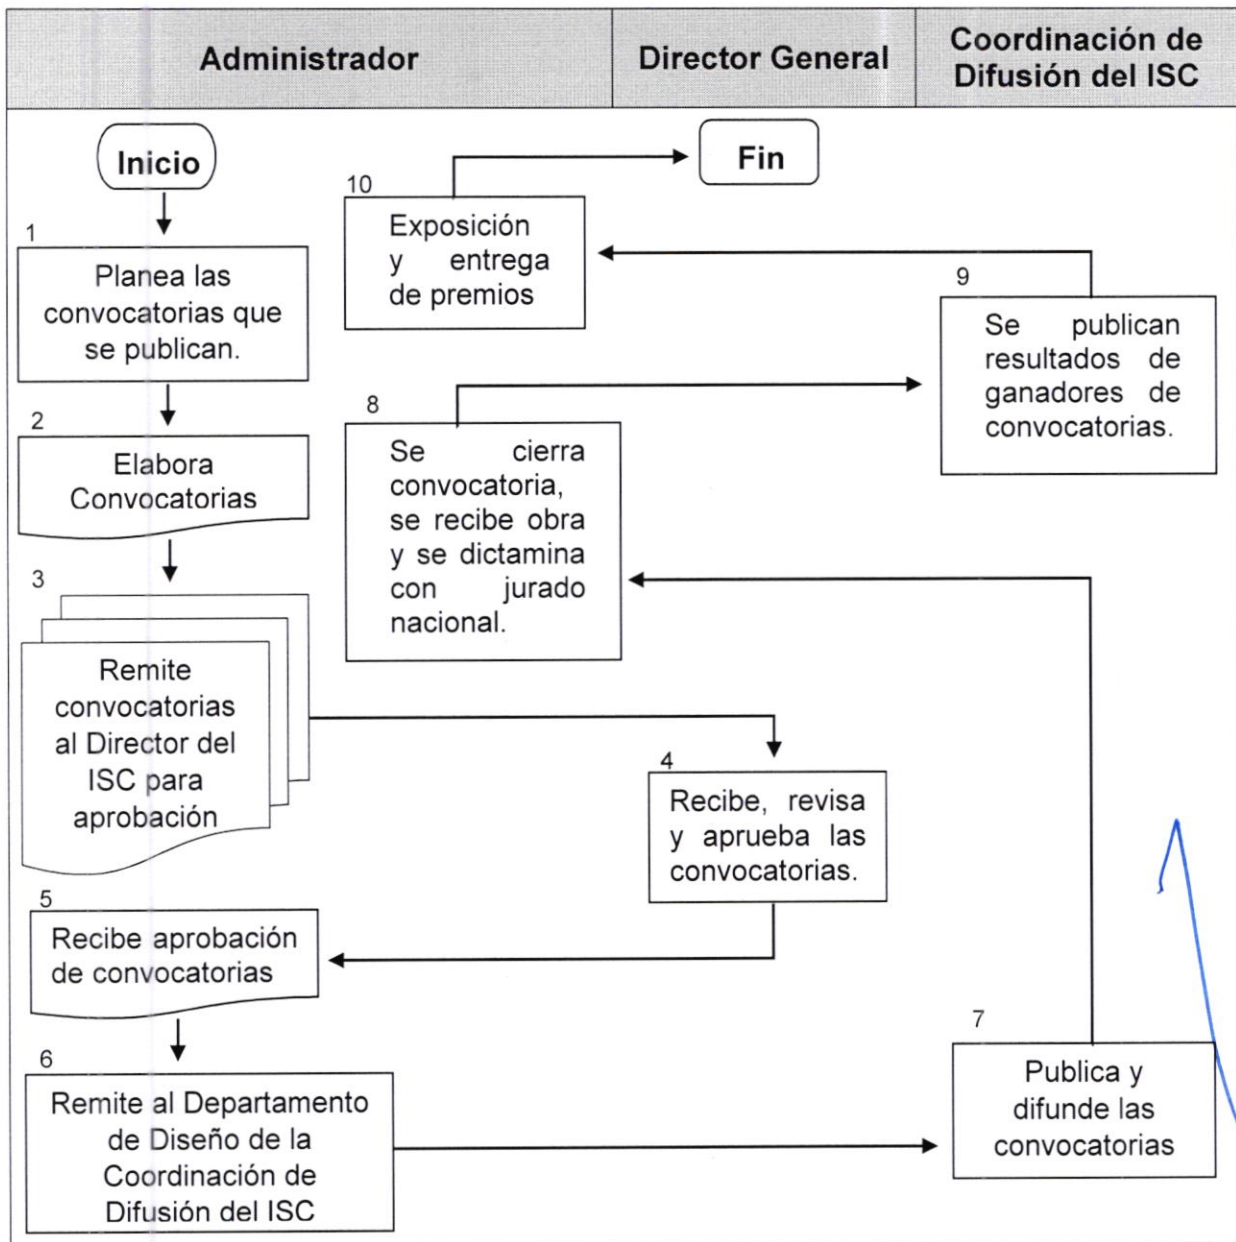 Administrador
Director General
Coordinación de
Difusión del ISC
Inicio
1
Planea las
convocatorias que
se publican.
2
Elabora
Convocatorias
3
Remite
convocatorias
al Director del
ISC para
aprobación
4
Recibe, revisa
y aprueba las
convocatorias.
5
Recibe aprobación
de convocatorias
6
Remite al Departamento
de Diseño de la
Coordinación de
Difusión del ISC
7
Publica y
difunde las
convocatorias
8
Se cierra
convocatoria,
se recibe obra
y se dictamina
con jurado
nacional.
9
Se publican
resultados de
ganadores de
convocatorias.
10
Exposición
y entrega
de premios
Fin